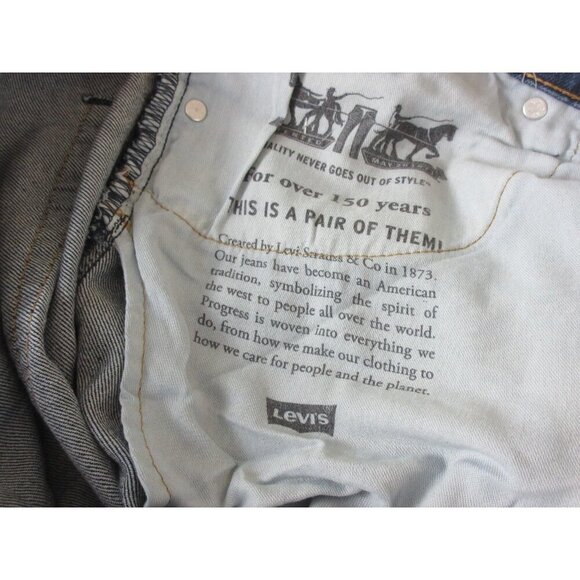 ALITY NEVER GOES OUT OF STYLE™
For over 150 years
THIS IS A PAIR OF THEM!
Created by Levi Strauss & Co in 1873.
Our jeans have become an American
tradition, symbolizing the spirit of
the west to people all over the world.
Progress is woven into everything we
do, from how we make our clothing to
how we care for people and the planet.
LEVI'S